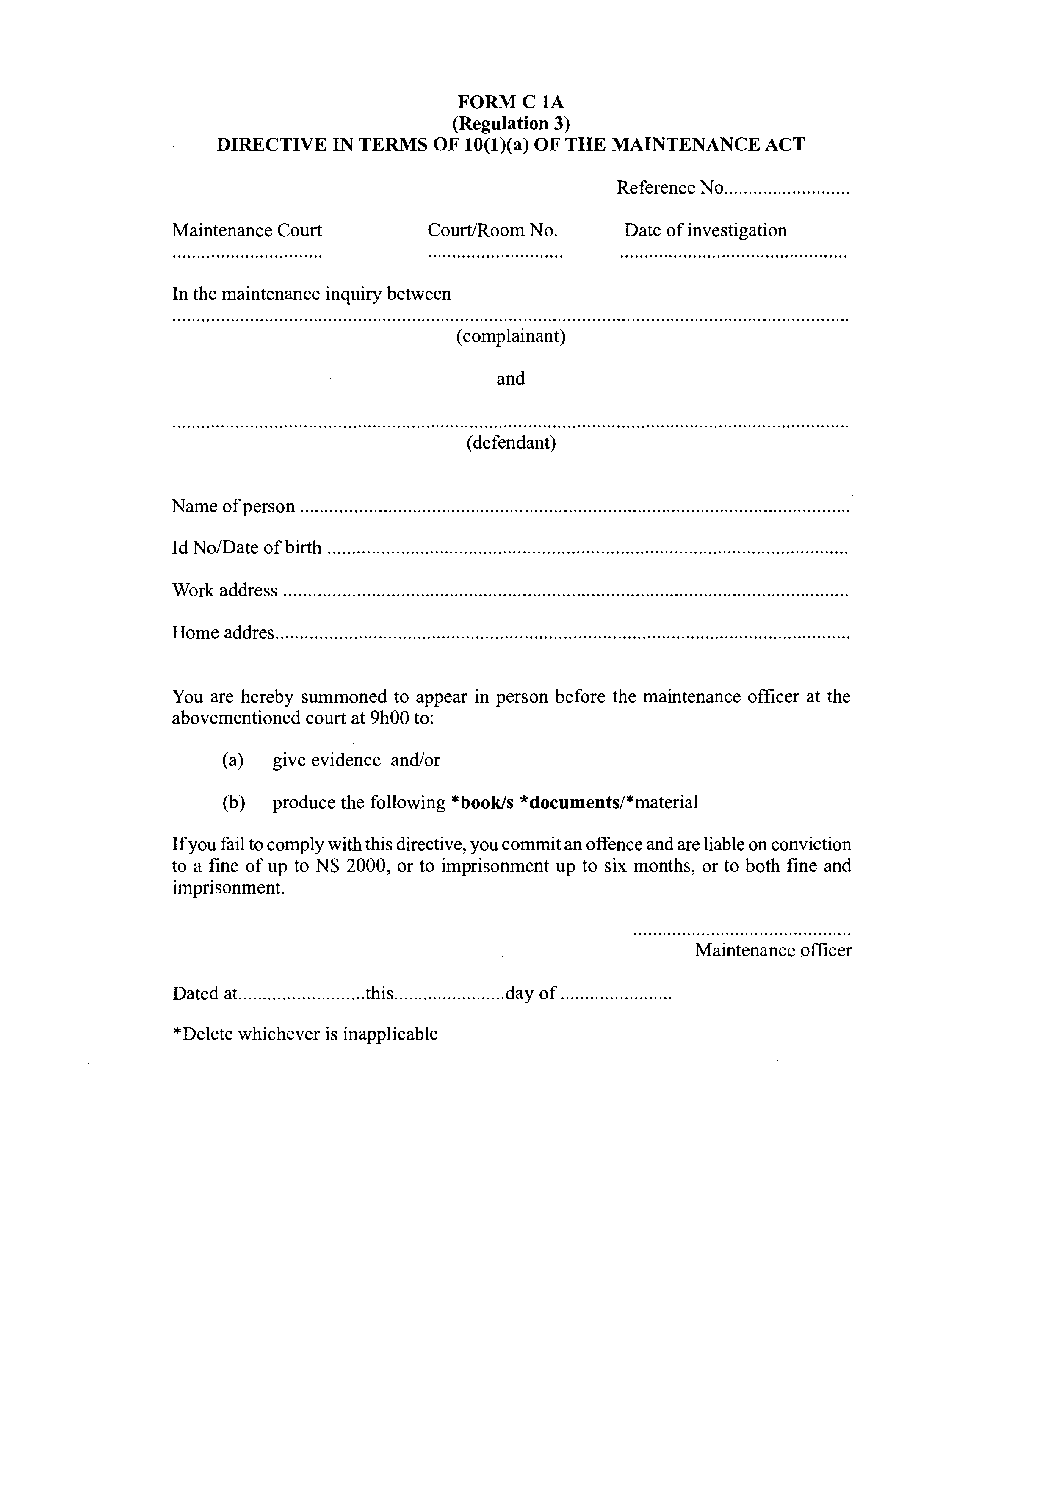 FORM C 1A
(Regulation 3)
DIRECTIVE IN TERMS OF 10(1)(a) OF THE MAINTENANCE ACT
Reference No..........................
Maintenance Court Court/Room No. Date of investigation
............................... ............................ ...............................................
In the maintenance inquiry between
............................................................................................................................................
(complainant)
and
............................................................................................................................................
(defendant)
Name of person .................................................................................................................
Id No/Date of birth ...........................................................................................................
Work address ....................................................................................................................
Home addres......................................................................................................................
You are hereby summoned to appear in person before the maintenance officer at the
abovementioned court at 9h00 to:
(a) give evidence and/or
(b) produce the following *book/s *documents/*material
If you fail to comply with this directive, you commit an offence and are liable on conviction
to a fine of up to N$ 2000, or to imprisonment up to six months, or to both fine and
imprisonment.
.............................................
Maintenance officer
Dated at..........................this.......................day of .......................
*Delete whichever is inapplicable